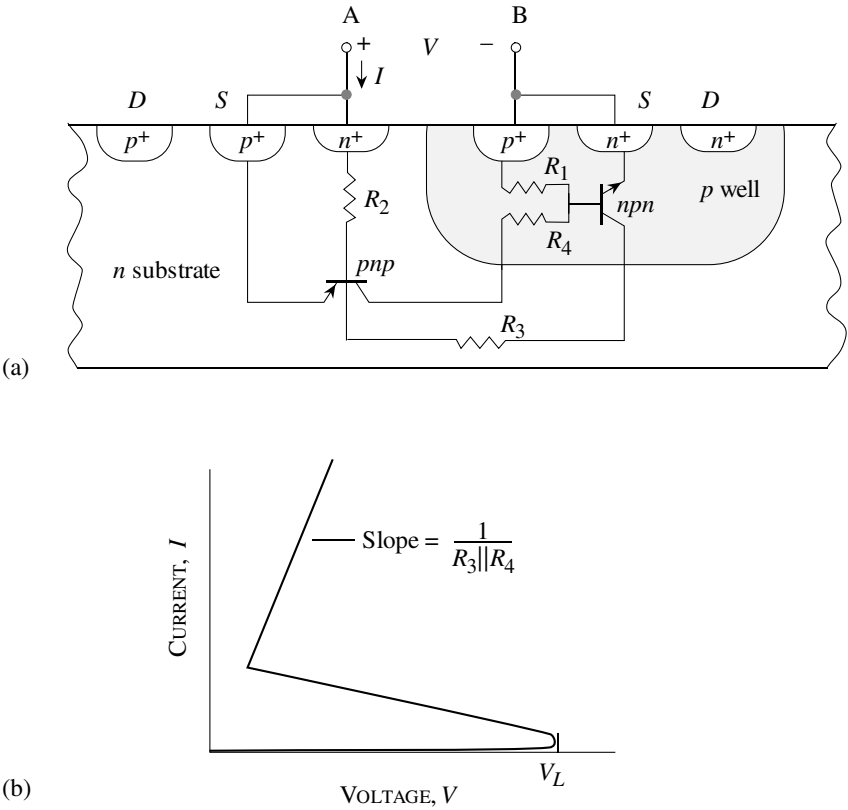 A B
+ V −
I
D S S D
p+ p+ n+ p+ n+ n+
R1
R2 npn p well
R4
n substrate pnp
R3
(a)
CURRENT, I
Slope = 1
R3||R4
VL
(b)
VOLTAGE, V